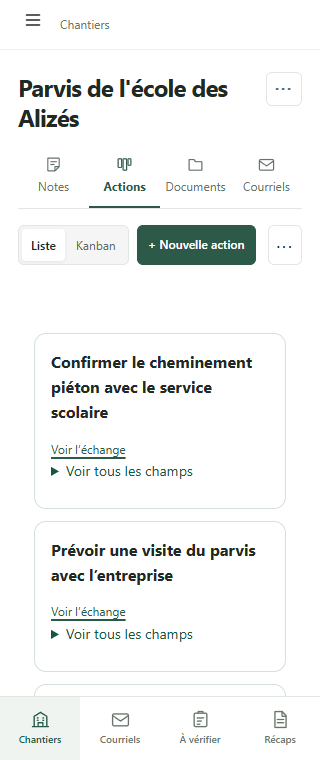 Chantiers
Parvis de l'école des
Alizés
...
Notes
Actions
Documents
Courriels
Liste
Kanban
+ Nouvelle action
...
Confirmer le cheminement
piéton avec le service
scolaire
Voir l’échange
Voir tous les champs
Prévoir une visite du parvis
avec l’entreprise
Voir l’échange
Voir tous les champs
Chantiers
Courriels
À vérifier
Récaps